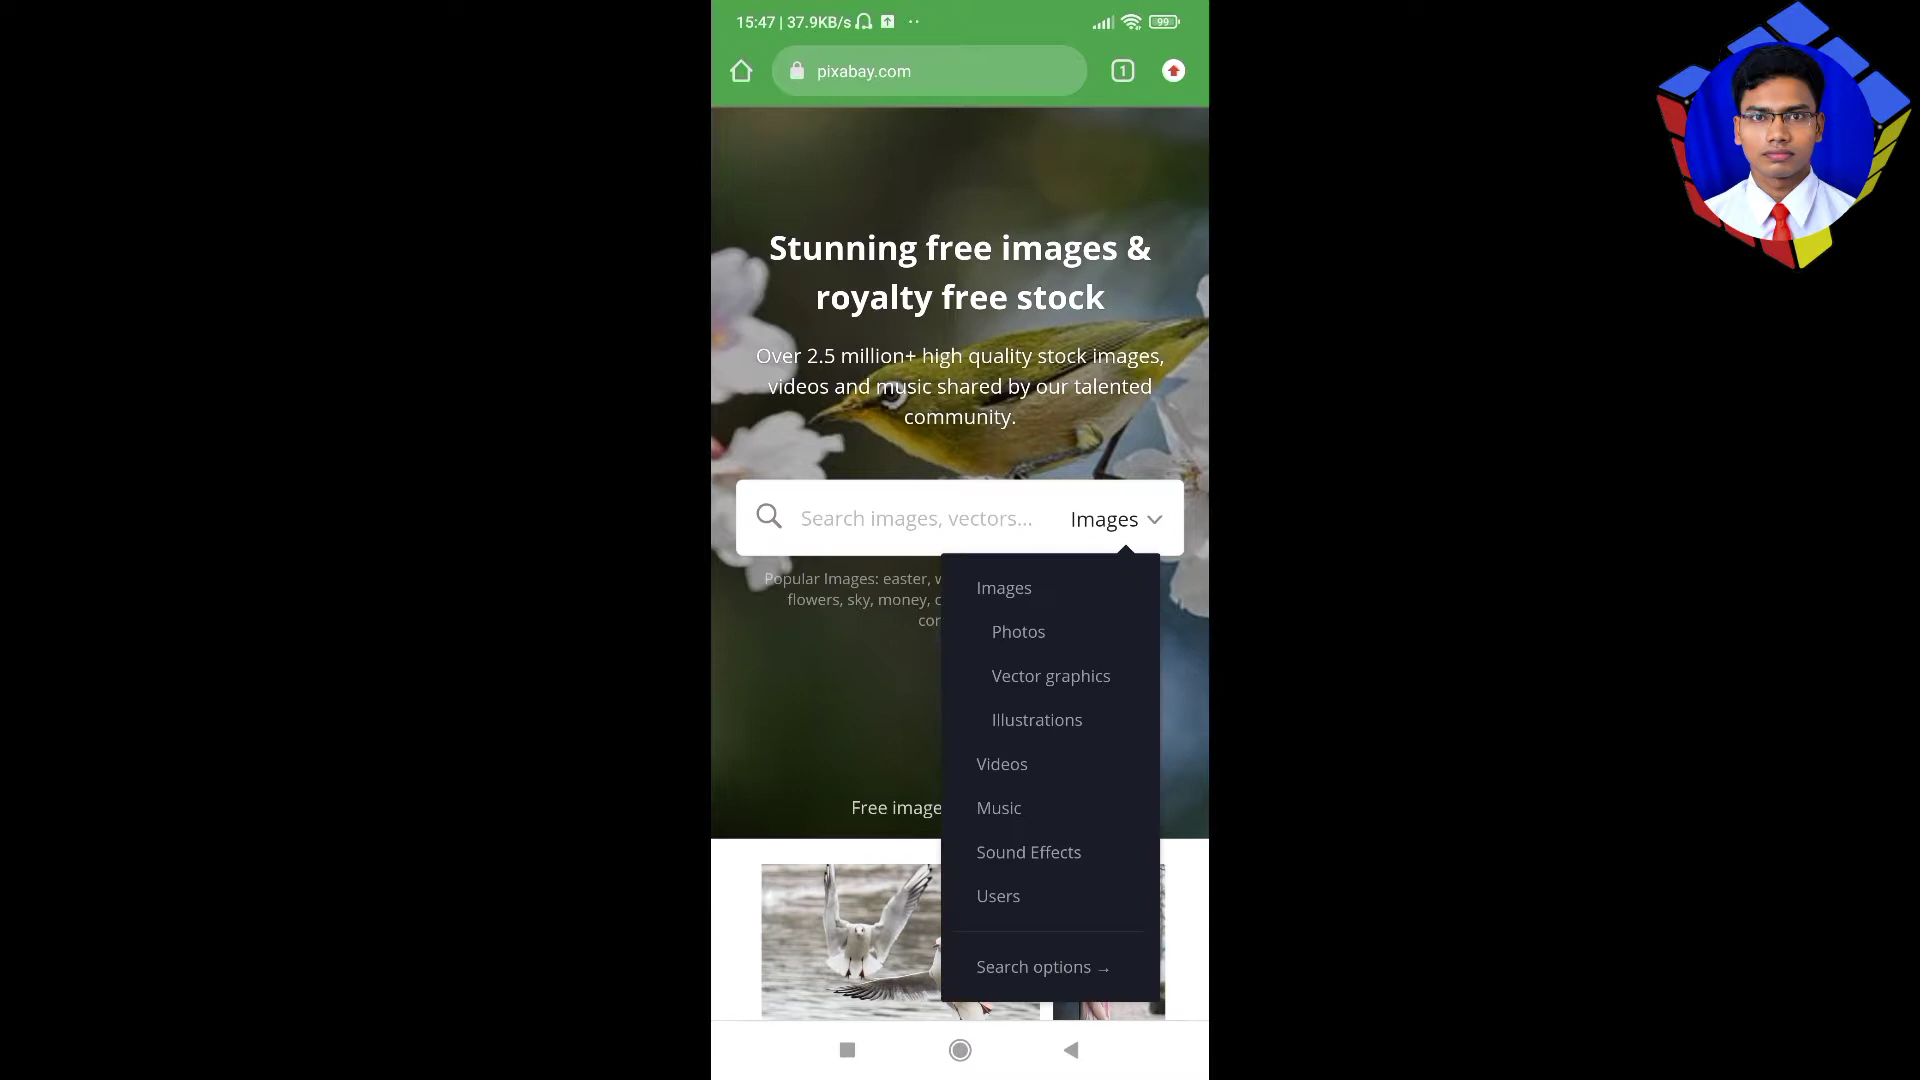 15:47 | 37.9KB/s
99
pixabay.com
1
Stunning free images &
royalty free stock
Over 2.5 million+ high quality stock images,
videos and music shared by our talented
community.
Search images, vectors...
Images
Popular Images: easter, w
flowers, sky, money, c
cor
Images
Photos
Vector graphics
Illustrations
Videos
Music
Free image
Sound Effects
Users
Search options →